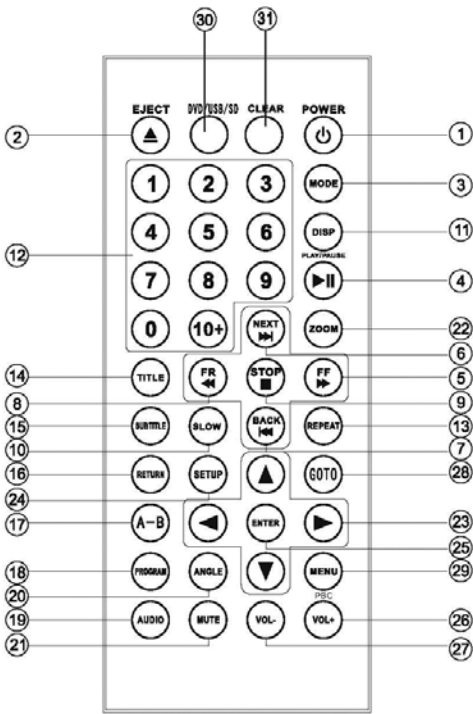 30 31
EJECT DVD/USB/SD CLEAR POWER
2 1
1 2 3 MODE 3
4 5 6 DISP 11
12
PLAY/PAUSE
7 8 9 4
0 10+ NEXT ZOOM 22
6
14 TITLE FR STOP FF 5
8 9
15 SUBTITLE SLOW BACK REPEAT 13
10 7
16 RETURN SETUP GOTO 28
24
17 A-B ENTER 23
25
18 PROGRAM ANGLE MENU 29
20 PBC
19 AUDIO MUTE VOL- VOL+ 26
21 27